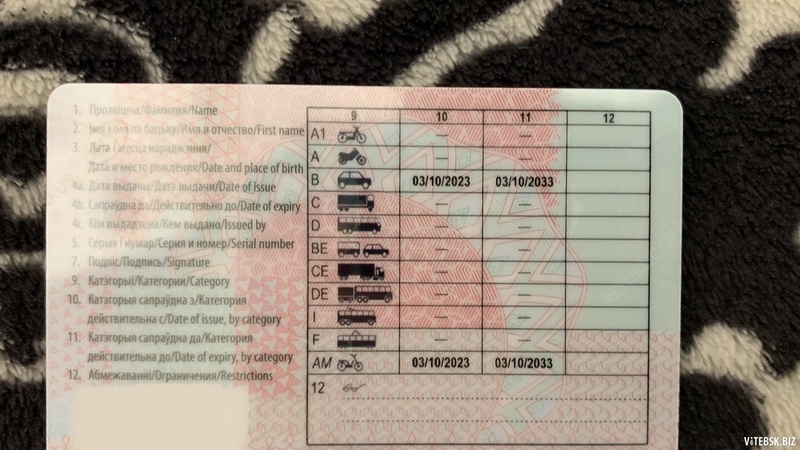 1. Прозвішча/Фамилия/Name
2. Імя і імя па бацьку/Имя и отчество/First name
3. Дата і месца нараджэння/
Дата и место рождения/Date and place of birth
4a. Дата выдачы/Дата выдачи/Date of issue
4b. Сапраўдна да/Действительно до/Date of expiry
4c. Кім выдадзена/Кем выдано/Issued by
5. Серыя і нумар/Серия и номер/Serial number
7. Подпіс/Подпись/Signature
9. Катэгорыі/Категории/Category
10. Катэгорыя сапраўдна з/Категория
действительна с/Date of issue, by category
11. Катэгорыя сапраўдна да/Категория
действительна до/Date of expiry, by category
12. Абмежаванні/Ограничения/Restrictions
9 10 11 12
A1 — —
A — —
B 03/10/2023 03/10/2033
C — —
D — —
BE — —
CE — —
DE — —
I — —
F — —
AM 03/10/2023 03/10/2033
12
VITEBSK.BIZ